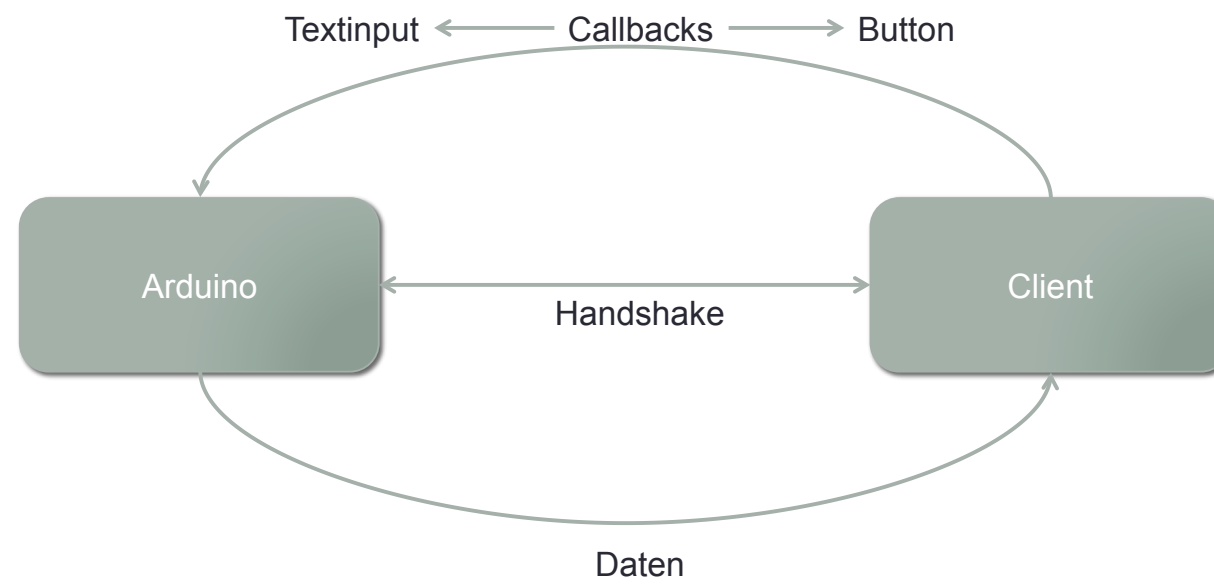 Textinput Callbacks Button
Arduino
Client
Handshake
Daten